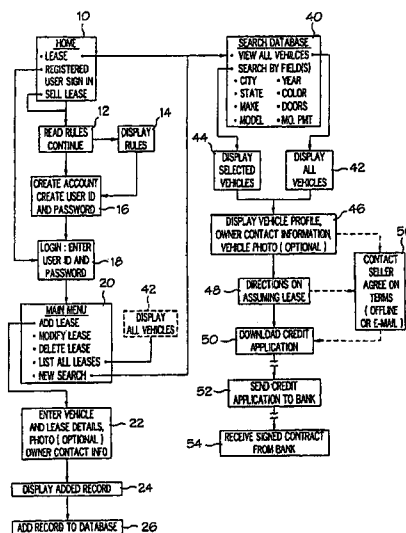 10
HOME
• LEASE
• REGISTERED
USER SIGN IN
• SELL LEASE
12
READ RULES
CONTINUE
14
DISPLAY
RULES
CREATE ACCOUNT
CREATE USER ID
AND PASSWORD
16
LOGIN : ENTER
USER ID AND
PASSWORD
18
20
MAIN MENU
• ADD LEASE
• MODIFY LEASE
• DELETE LEASE
• LIST ALL LEASES
• NEW SEARCH
42
DISPLAY
ALL VEHICLES
ENTER VEHICLE
AND LEASE DETAILS,
PHOTO ( OPTIONAL )
OWNER CONTACT INFO
22
DISPLAY ADDED RECORD
24
ADD RECORD TO DATABASE
26
40
SEARCH DATABASE
• VIEW ALL VEHILCES
• SEARCH BY FIELD(S)
• CITY • YEAR
• STATE • COLOR
• MAKE • DOORS
• MODEL • MO. PMT
44
DISPLAY
SELECTED
VEHICLES
DISPLAY
ALL
VEHICLES
42
46
DISPLAY VEHICLE PROFILE,
OWNER CONTACT INFORMATION,
VEHICLE PHOTO ( OPTIONAL )
CONTACT
SELLER
AGREE ON
TERMS
( OFFLINE
OR E-MAIL )
48
DIRECTIONS ON
ASSUMING LEASE
50
DOWNLOAD CREDIT
APPLICATION
52
SEND CREDIT
APPLICATION TO BANK
54
RECEIVE SIGNED CONTRACT
FROM BANK